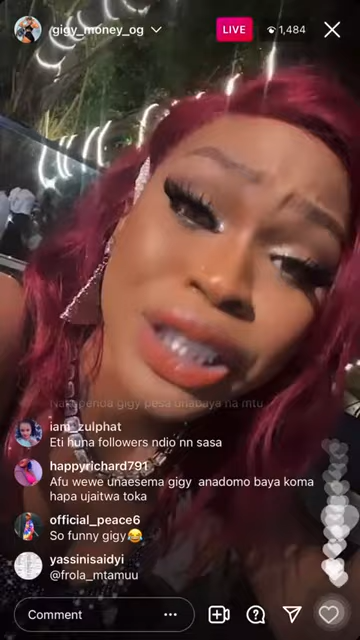 gigy_money_og
LIVE
1,484
Nakupenda gigy pesa unabaya na mtu
iam_zulphat
Eti huna followers ndio nn sasa
happyrichard791
Afu wewe unaesema gigy anadomo baya koma
hapa ujaitwa toka
official_peace6
So funny gigy😂
yassinisaidyi
@frola_mtamuu
Comment